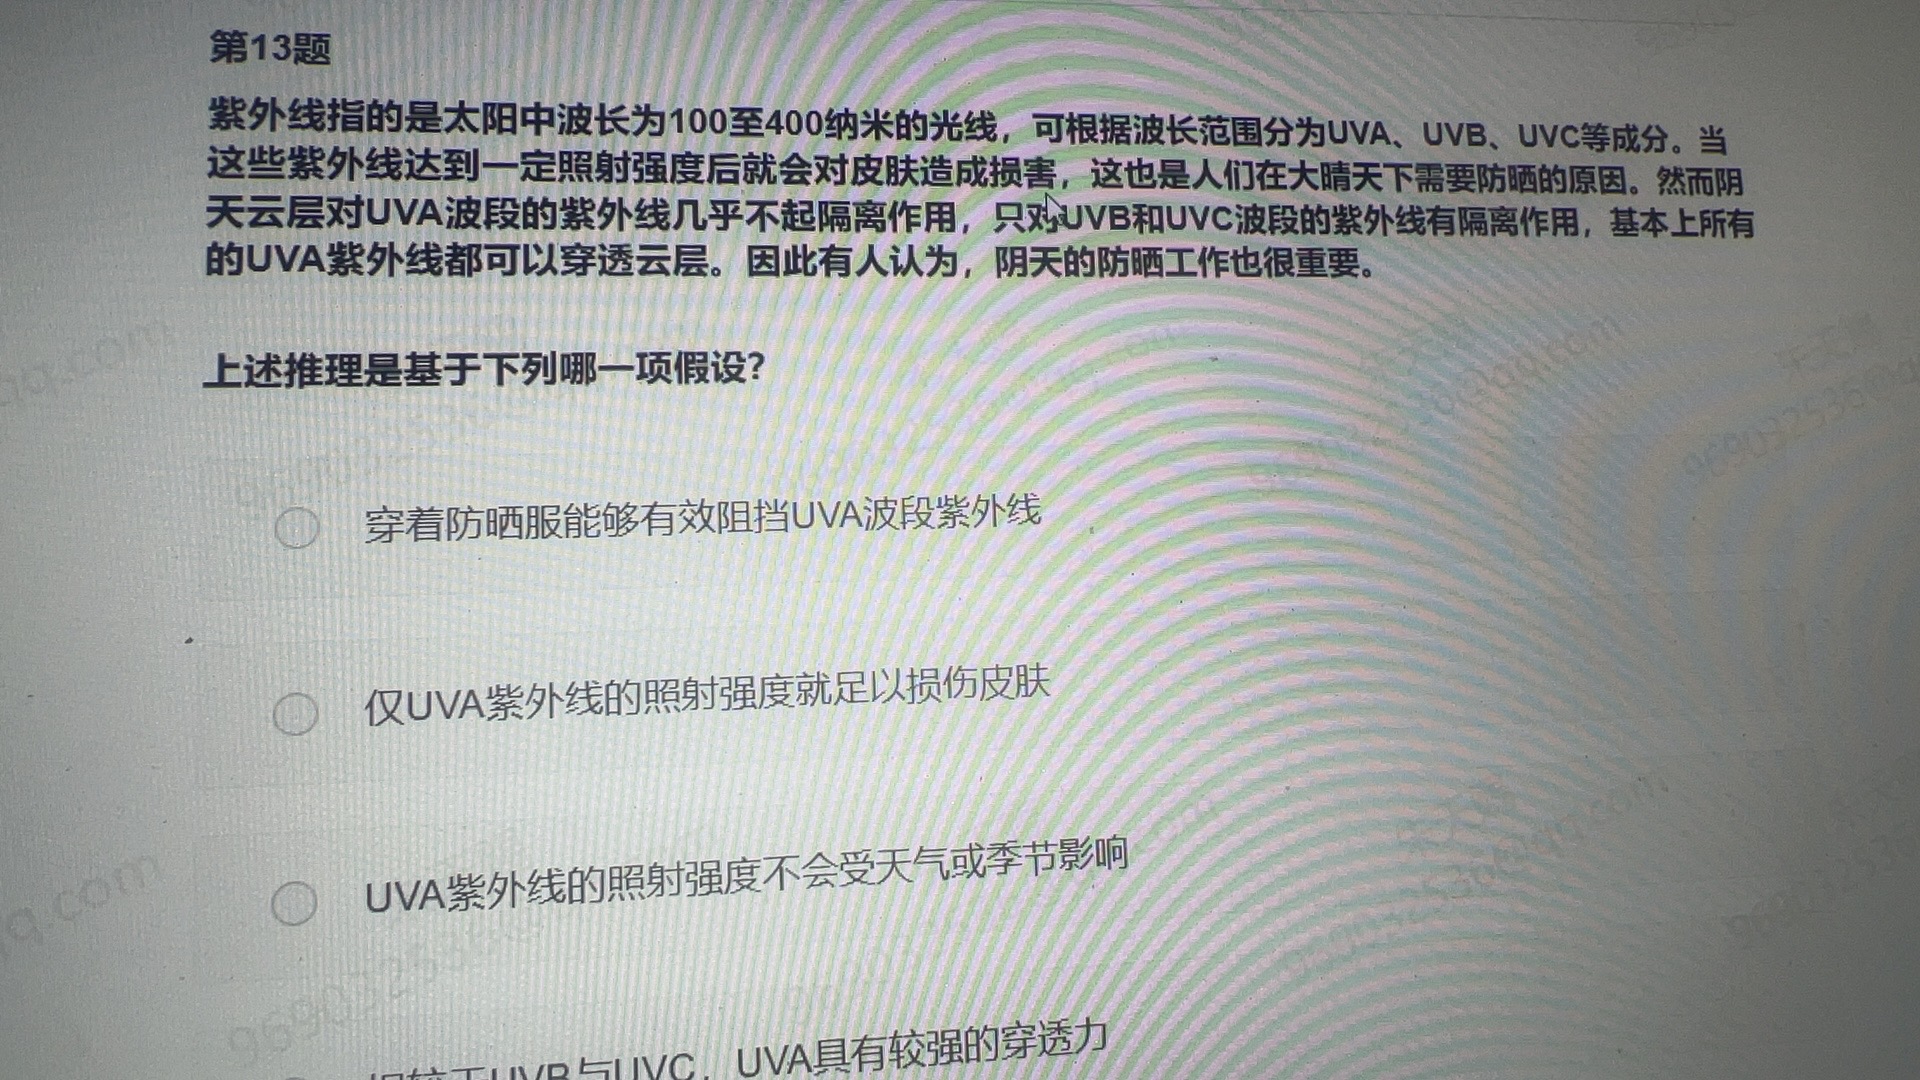 第13题
紫外线指的是太阳中波长为100至400纳米的光线，可根据波长范围分为UVA、UVB、UVC等成分。当
这些紫外线达到一定照射强度后就会对皮肤造成损害，这也是人们在大晴天下需要防晒的原因。然而阴
天云层对UVA波段的紫外线几乎不起隔离作用，只对UVB和UVC波段的紫外线有隔离作用，基本上所有
的UVA紫外线都可以穿透云层。因此有人认为，阴天的防晒工作也很重要。
上述推理是基于下列哪一项假设？
穿着防晒服能够有效阻挡UVA波段紫外线
仅UVA紫外线的照射强度就足以损伤皮肤
UVA紫外线的照射强度不会受天气或季节影响
相较于UVB与UVC，UVA具有较强的穿透力